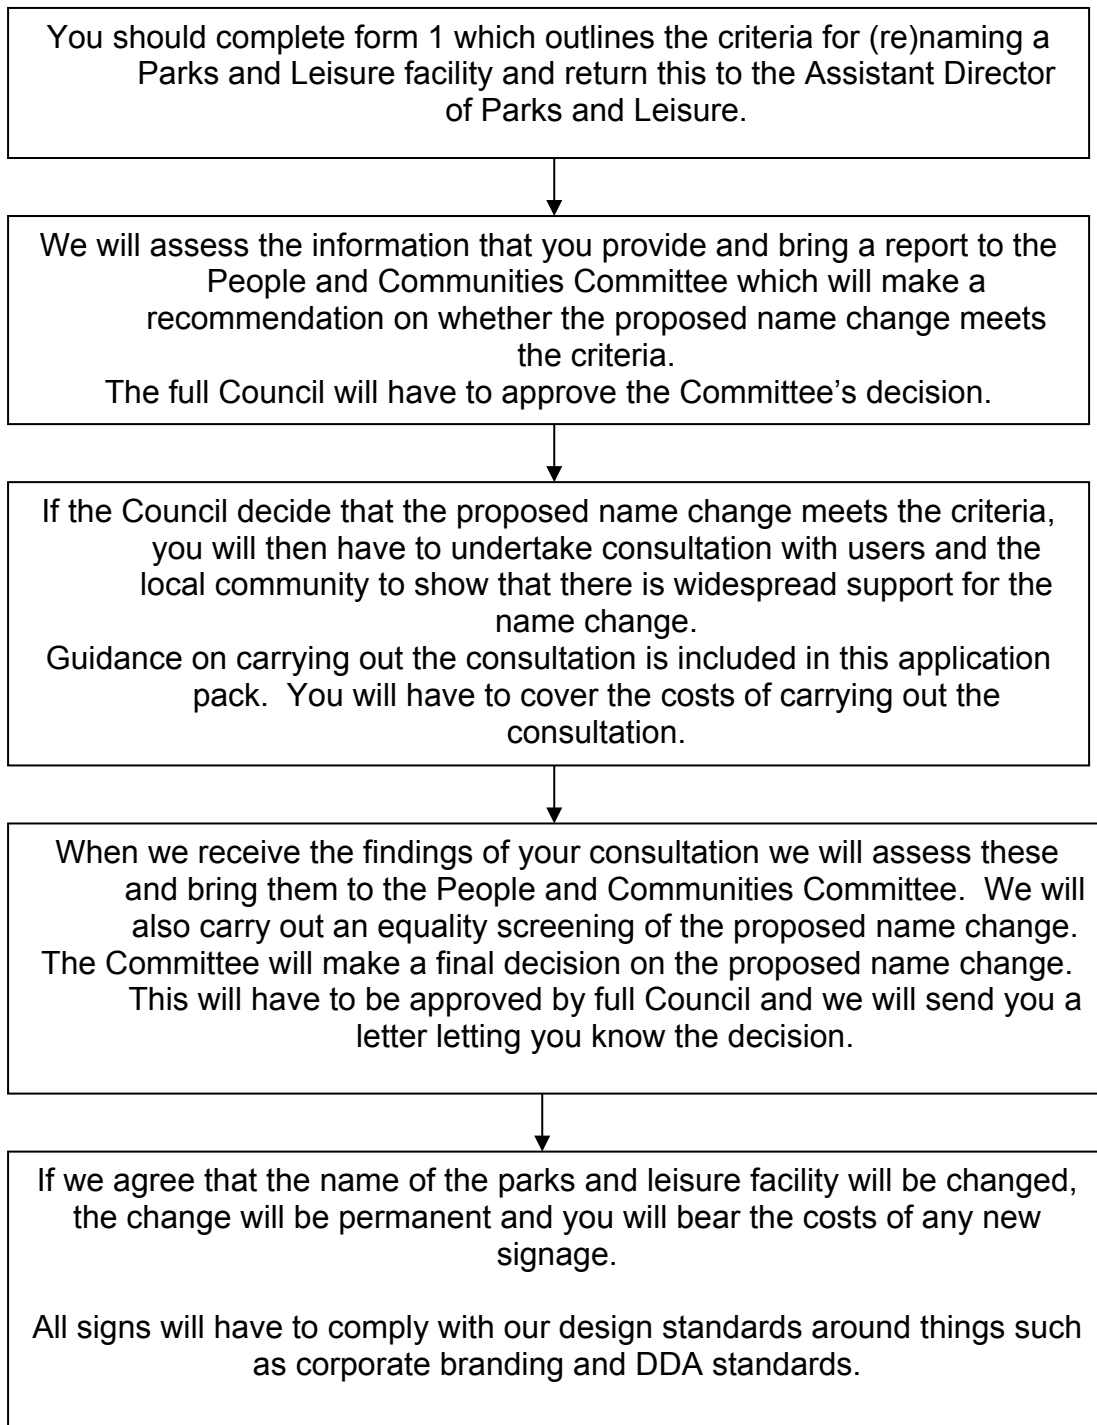 You should complete form 1 which outlines the criteria for (re)naming a
Parks and Leisure facility and return this to the Assistant Director
of Parks and Leisure.
We will assess the information that you provide and bring a report to the
People and Communities Committee which will make a
recommendation on whether the proposed name change meets
the criteria.
The full Council will have to approve the Committee’s decision.
If the Council decide that the proposed name change meets the criteria,
you will then have to undertake consultation with users and the
local community to show that there is widespread support for the
name change.
Guidance on carrying out the consultation is included in this application
pack.  You will have to cover the costs of carrying out the
consultation.
When we receive the findings of your consultation we will assess these
and bring them to the People and Communities Committee.  We will
also carry out an equality screening of the proposed name change.
The Committee will make a final decision on the proposed name change.
This will have to be approved by full Council and we will send you a
letter letting you know the decision.
If we agree that the name of the parks and leisure facility will be changed,
the change will be permanent and you will bear the costs of any new
signage.
All signs will have to comply with our design standards around things such
as corporate branding and DDA standards.